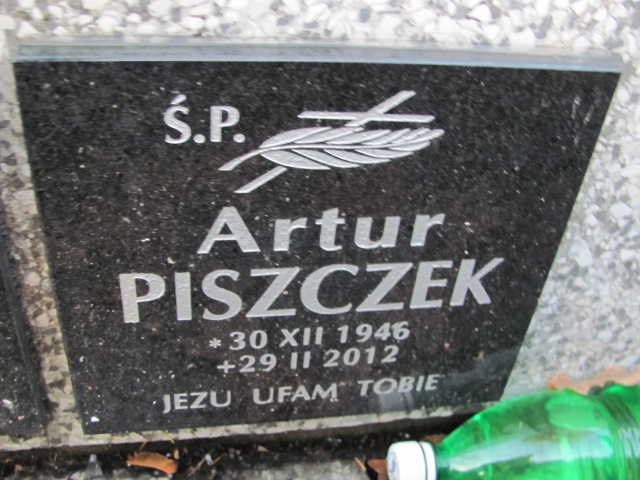 Ś.P.
Artur
PISZCZEK
* 30 XII 1946
+ 29 II 2012
JEZU UFAM TOBIE